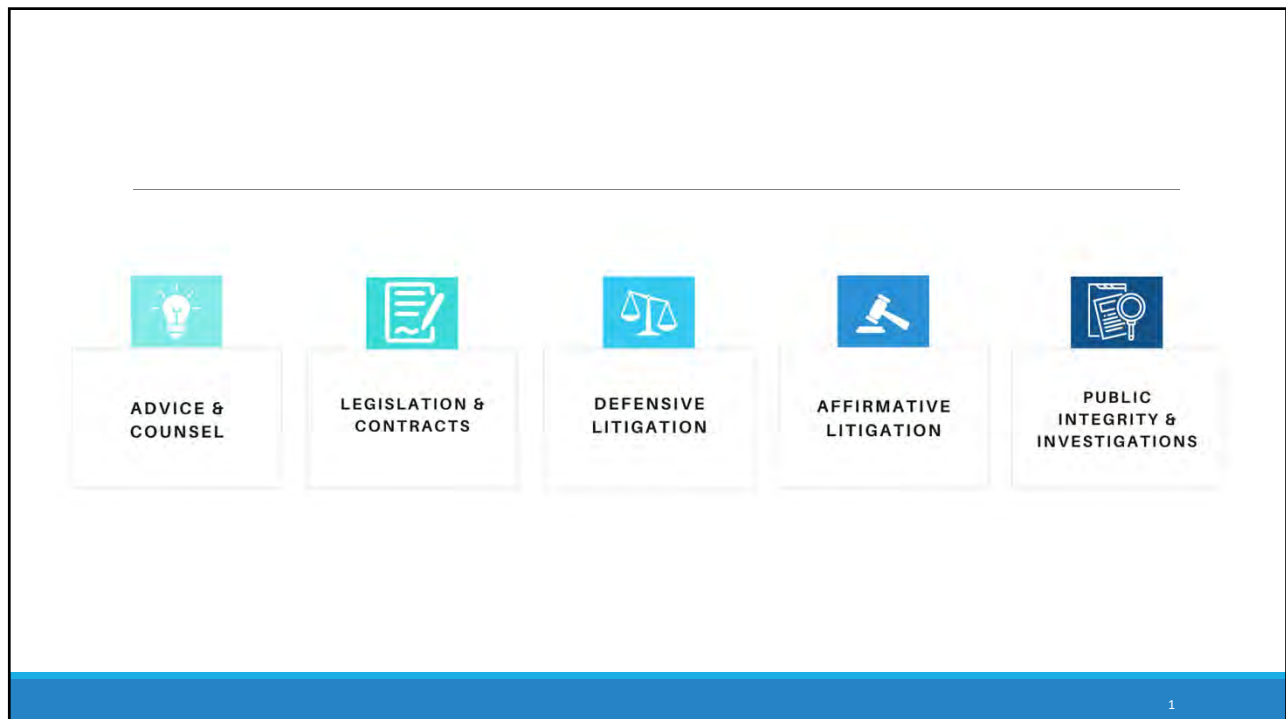 ADVICE &
COUNSEL
LEGISLATION &
CONTRACTS
DEFENSIVE
LITIGATION
AFFIRMATIVE
LITIGATION
PUBLIC
INTEGRITY &
INVESTIGATIONS
1